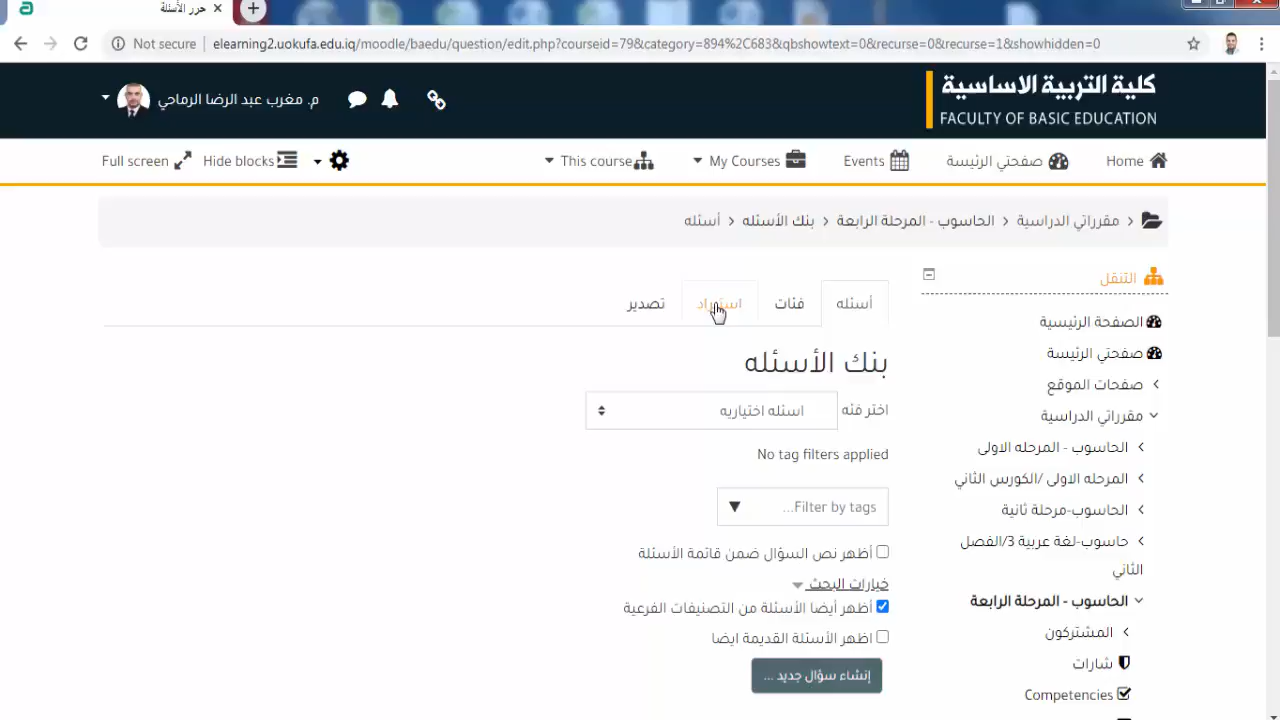 حرر الأسئلة
Not secure
elearning2.uokufa.edu.iq/moodle/baedu/question/edit.php?courseid=79&category=894%2C683&qbshowtext=0&recurse=0&recurse=1&showhidden=0
كلية التربية الاساسية
FACULTY OF BASIC EDUCATION
م. مغرب عبد الرضا الرماحي
Home
صفحتي الرئيسة
Events
My Courses
This course
Hide blocks
Full screen
مقرراتي الدراسية › الحاسوب - المرحلة الرابعة › بنك الأسئله › أسئله
التنقل
الصفحة الرئيسية
صفحتي الرئيسة
صفحات الموقع
مقرراتي الدراسية
الحاسوب - المرحله الاولى
المرحله الاولى /الكورس الثاني
الحاسوب-مرحلة ثانية
حاسوب-لغة عربية 3/الفصل
الثاني
الحاسوب - المرحلة الرابعة
المشتركون
شارات
Competencies
أسئله
فئات
استيراد
تصدير
بنك الأسئله
اختر فئه
اسئله اختياريه
No tag filters applied
Filter by tags...
أظهر نص السؤال ضمن قائمة الأسئلة
خيارات البحث
أظهر أيضا الأسئلة من التصنيفات الفرعية
اظهر الأسئلة القديمة ايضا
إنشاء سؤال جديد ...